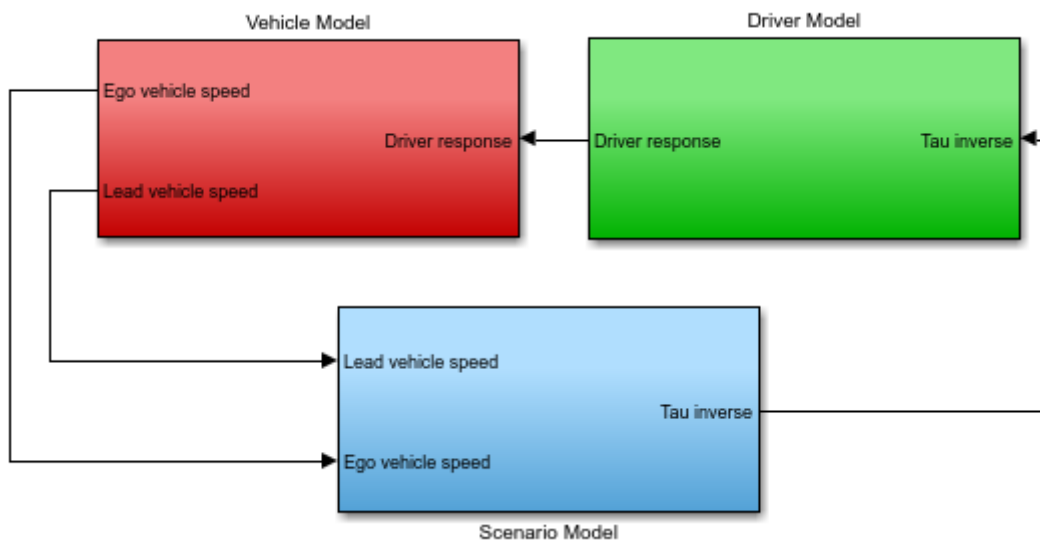 Vehicle Model
Driver Model
Ego vehicle speed
Driver response
Lead vehicle speed
Driver response
Tau inverse
Lead vehicle speed
Tau inverse
Ego vehicle speed
Scenario Model